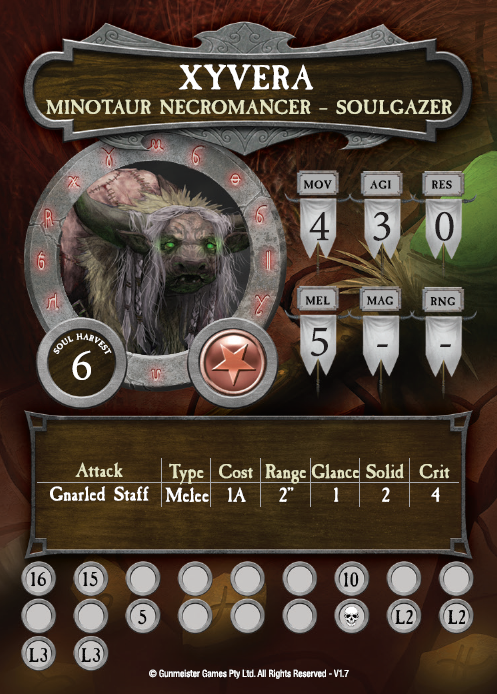 XYVERA
MINOTAUR NECROMANCER – SOULGAZER
MOV AGI RES
4 3 0
MEL MAG RNG
5 - -
SOUL HARVEST
6
Attack Type Cost Range Glance Solid Crit
Gnarled Staff Melee 1A 2” 1 2 4
16 15 10
5 L2 L2
L3 L3
© Gunmeister Games Pty Ltd. All Rights Reserved - V1.7